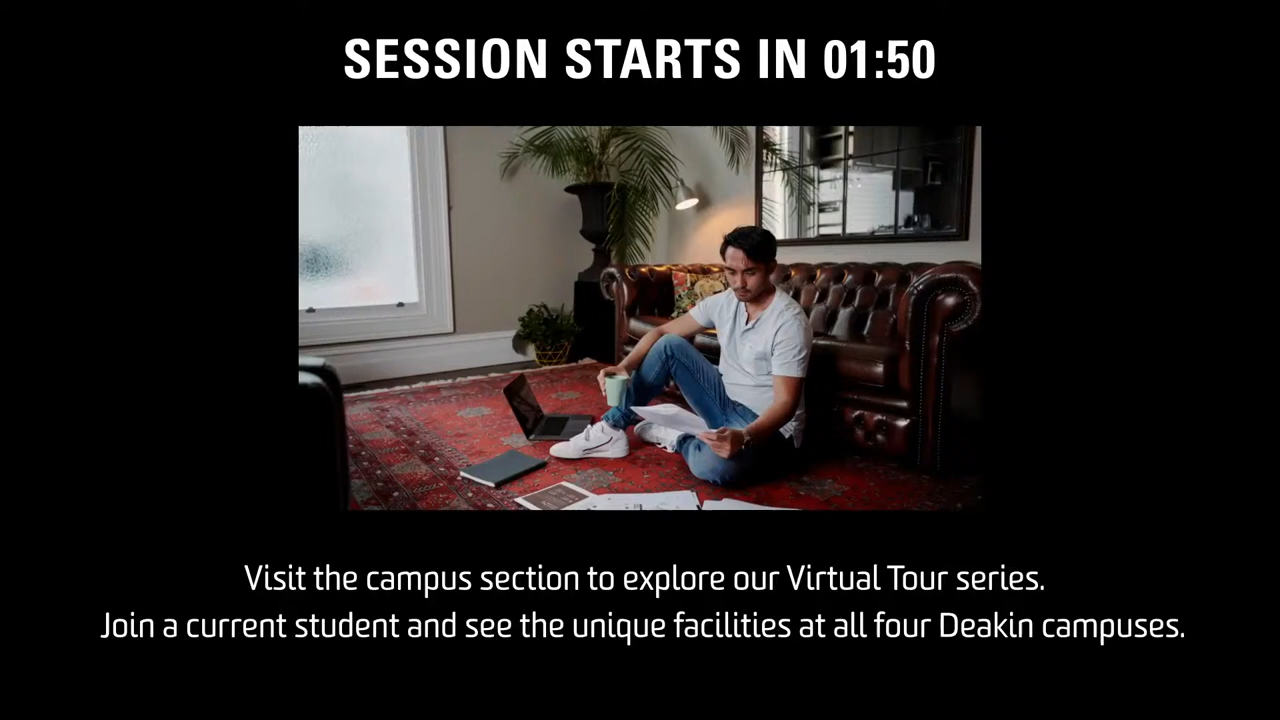 SESSION STARTS IN 01:50
Visit the campus section to explore our Virtual Tour series.
Join a current student and see the unique facilities at all four Deakin campuses.